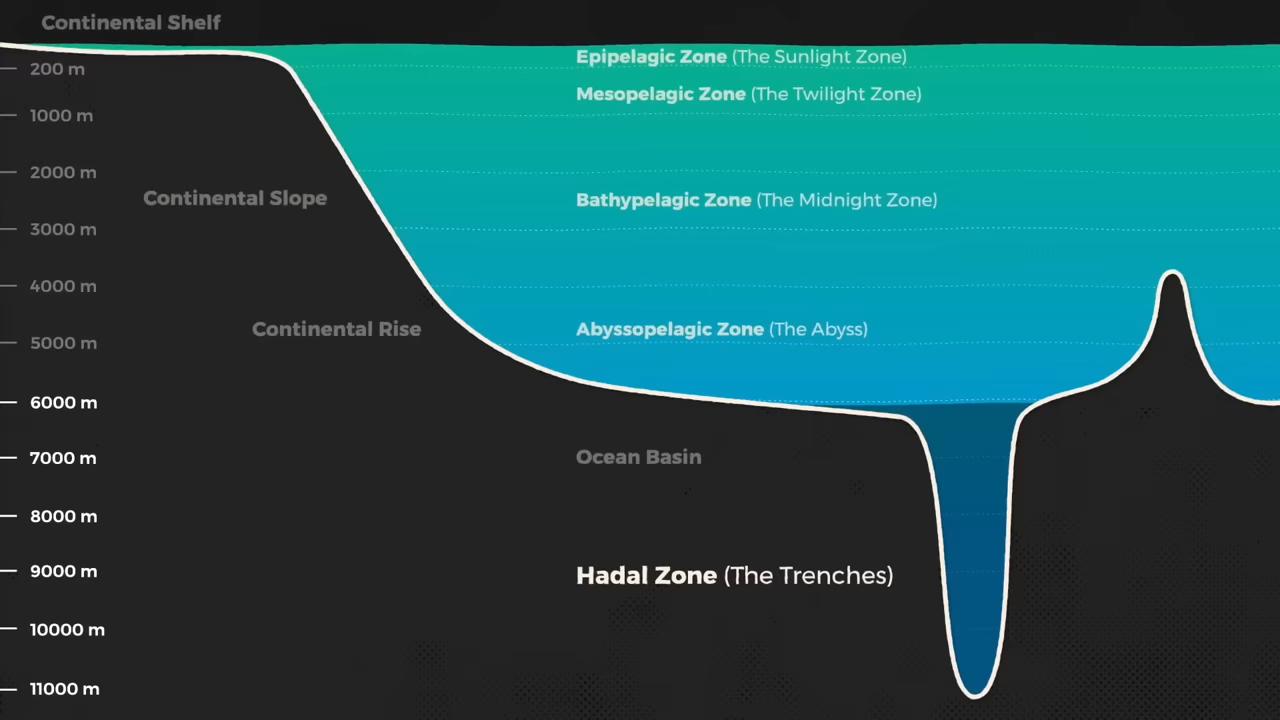 Continental Shelf
Epipelagic Zone (The Sunlight Zone)
200 m
Mesopelagic Zone (The Twilight Zone)
1000 m
2000 m
Continental Slope
Bathypelagic Zone (The Midnight Zone)
3000 m
4000 m
Continental Rise
Abyssopelagic Zone (The Abyss)
5000 m
6000 m
Ocean Basin
7000 m
8000 m
9000 m
Hadal Zone (The Trenches)
10000 m
11000 m